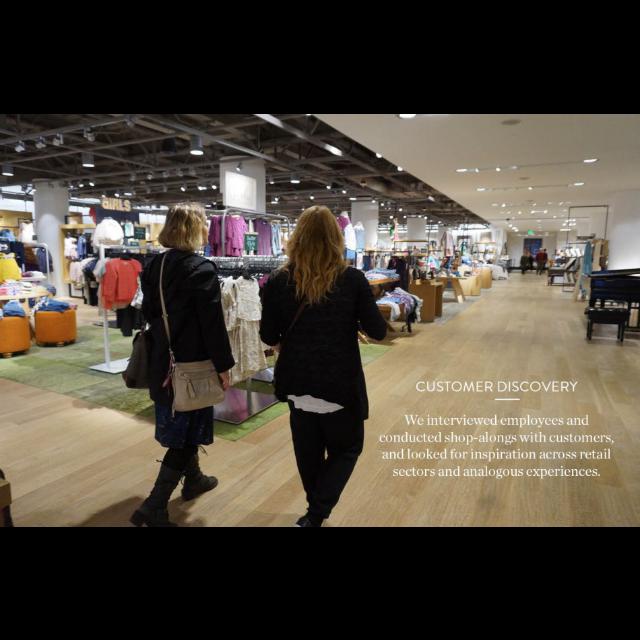 GIRLS
CUSTOMER DISCOVERY
We interviewed employees and
conducted shop-alongs with customers,
and looked for inspiration across retail
sectors and analogous experiences.